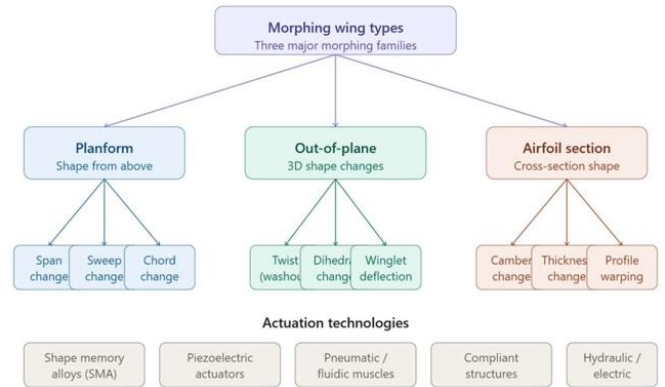 Morphing wing types
Three major morphing families
Planform
Shape from above
Out-of-plane
3D shape changes
Airfoil section
Cross-section shape
Span
change
Sweep
change
Chord
change
Twist
(washou
Dihedra
change
Winglet
deflection
Camber
change
Thicknes
change
Profile
warping
Actuation technologies
Shape memory
alloys (SMA)
Piezoelectric
actuators
Pneumatic /
fluidic muscles
Compliant
structures
Hydraulic /
electric